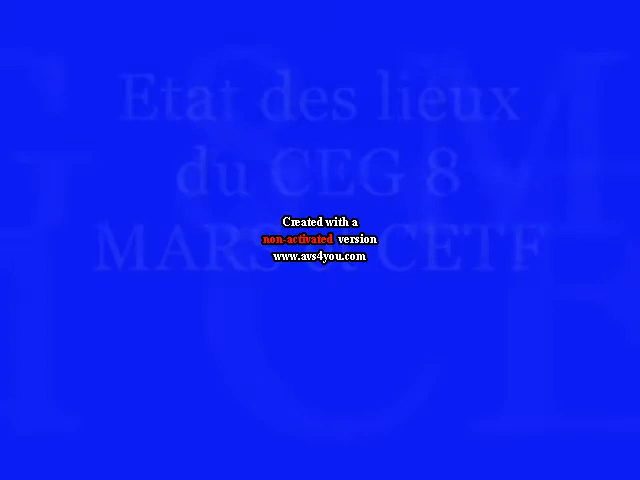 Etat des lieux
du CEG 8
MARS & CETF
Created with a
non-activated version
www.avs4you.com